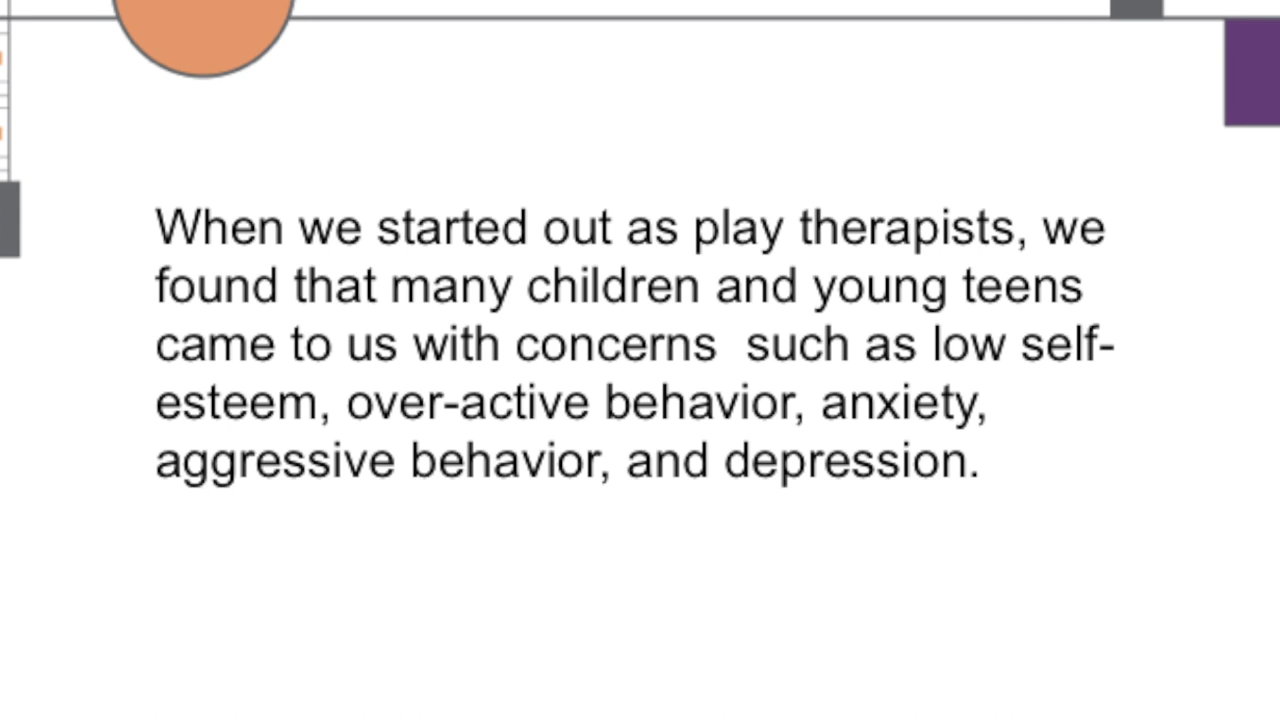 When we started out as play therapists, we
found that many children and young teens
came to us with concerns  such as low self-
esteem, over-active behavior, anxiety,
aggressive behavior, and depression.